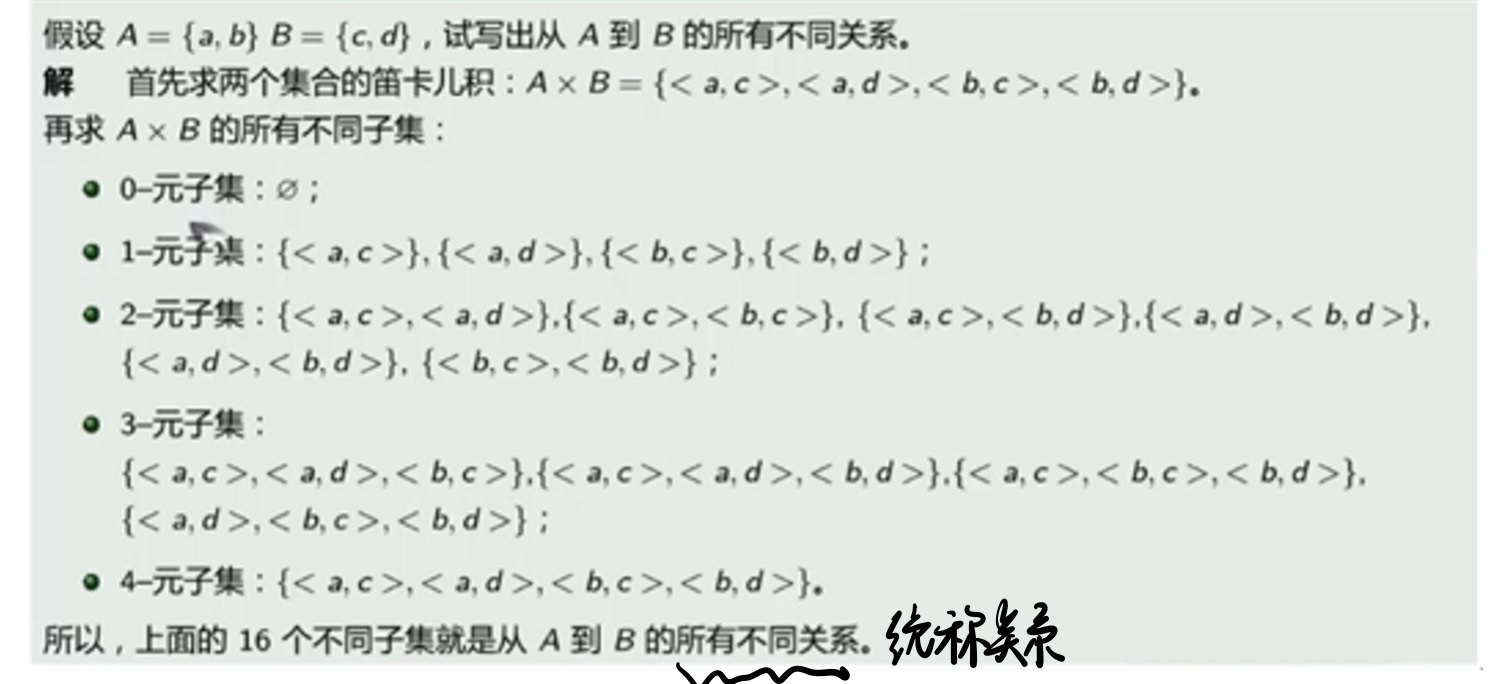 假设 A = {a, b} B = {c, d}，试写出从 A 到 B 的所有不同关系。
解 首先求两个集合的笛卡儿积：A × B = {< a, c >, < a, d >, < b, c >, < b, d >}。
再求 A × B 的所有不同子集：
0–元子集：∅；
1–元子集：{< a, c >}, {< a, d >}, {< b, c >}, {< b, d >}；
2–元子集：{< a, c >, < a, d >},{< a, c >, < b, c >}, {< a, c >, < b, d >},{< a, d >, < b, d >},
{< a, d >, < b, d >}, {< b, c >, < b, d >}；
3–元子集：
{< a, c >, < a, d >, < b, c >},{< a, c >, < a, d >, < b, d >},{< a, c >, < b, c >, < b, d >},
{< a, d >, < b, c >, < b, d >}；
4–元子集：{< a, c >, < a, d >, < b, c >, < b, d >}。
所以，上面的 16 个不同子集就是从 A 到 B 的所有不同关系。统称关系